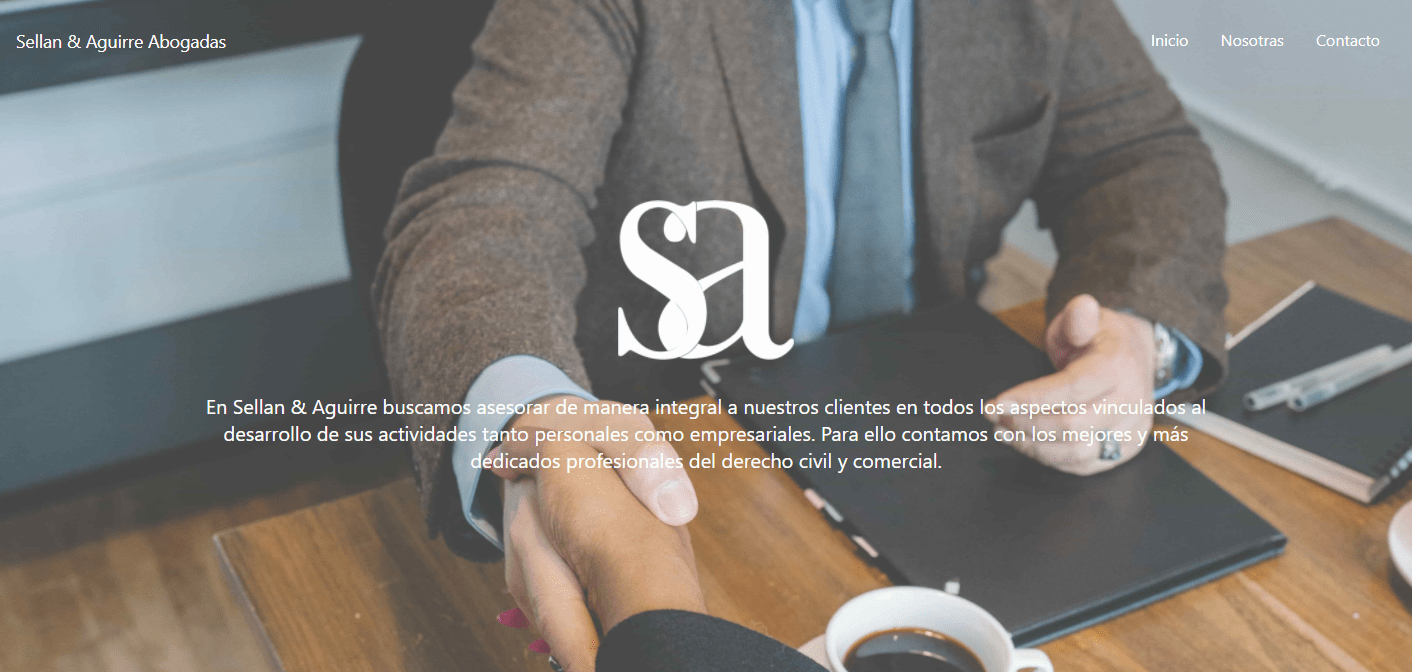 Sellan & Aguirre Abogadas
Inicio Nosotras Contacto
sa
En Sellan & Aguirre buscamos asesorar de manera integral a nuestros clientes en todos los aspectos vinculados al
desarrollo de sus actividades tanto personales como empresariales. Para ello contamos con los mejores y más
dedicados profesionales del derecho civil y comercial.